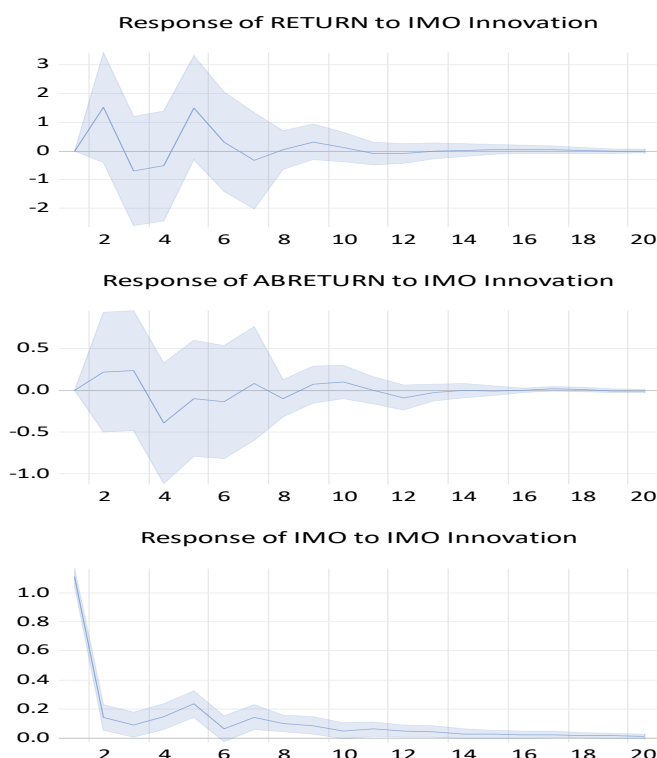 Response of RETURN to IMO Innovation
3
2
1
0
-1
-2
2 4 6 8 10 12 14 16 18 20
Response of ABRETURN to IMO Innovation
0.5
0.0
-0.5
-1.0
2 4 6 8 10 12 14 16 18 20
Response of IMO to IMO Innovation
1.0
0.8
0.6
0.4
0.2
0.0
2 4 6 8 10 12 14 16 18 20